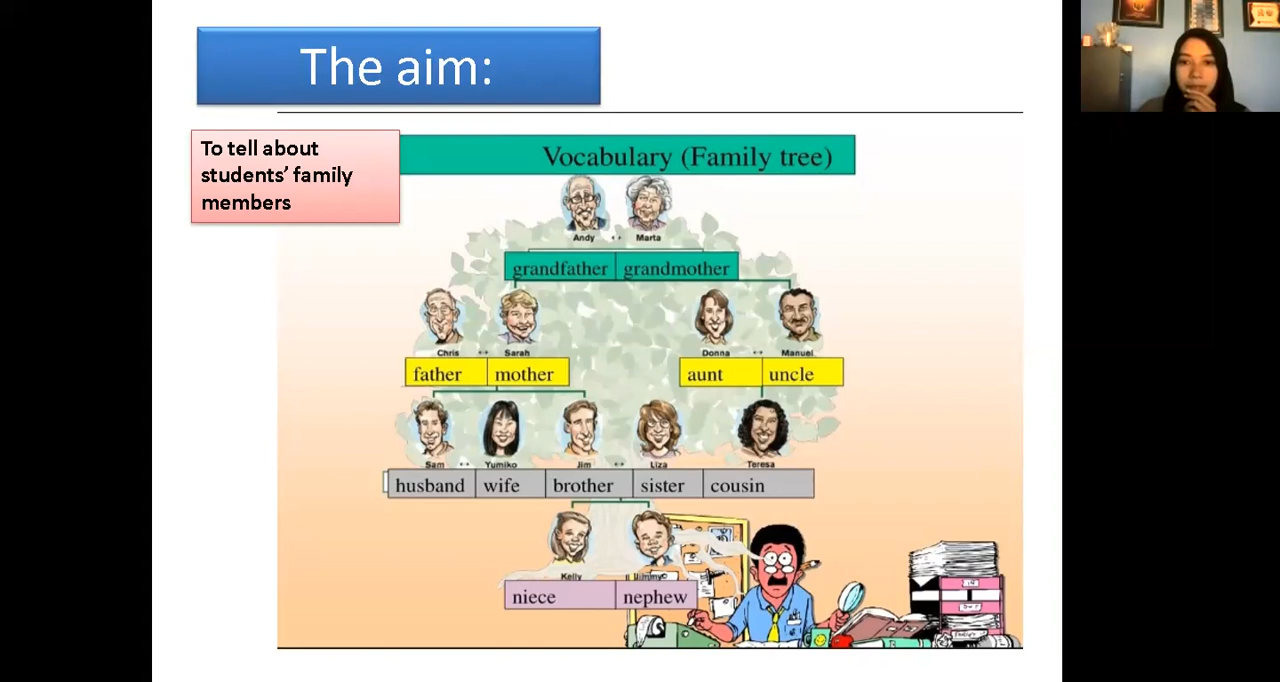 The aim:
To tell about
students’ family
members
Vocabulary (Family tree)
Andy Marta
grandfather grandmother
Chris Sarah Donna Manuel
father mother aunt uncle
Sam Yumiko Jim Liza Teresa
husband wife brother sister cousin
Kelly Jimmy
niece nephew